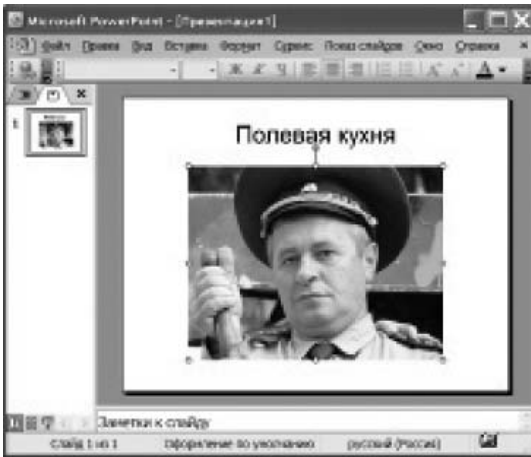 Microsoft PowerPoint - [Презентация1]
Файл Правка Вид Вставка Формат Сервис Показ слайдов Окно Справка
Ж К Ч А
1
Полевая кухня
Заметки к слайду
Слайд 1 из 1 Оформление по умолчанию русский (Россия)